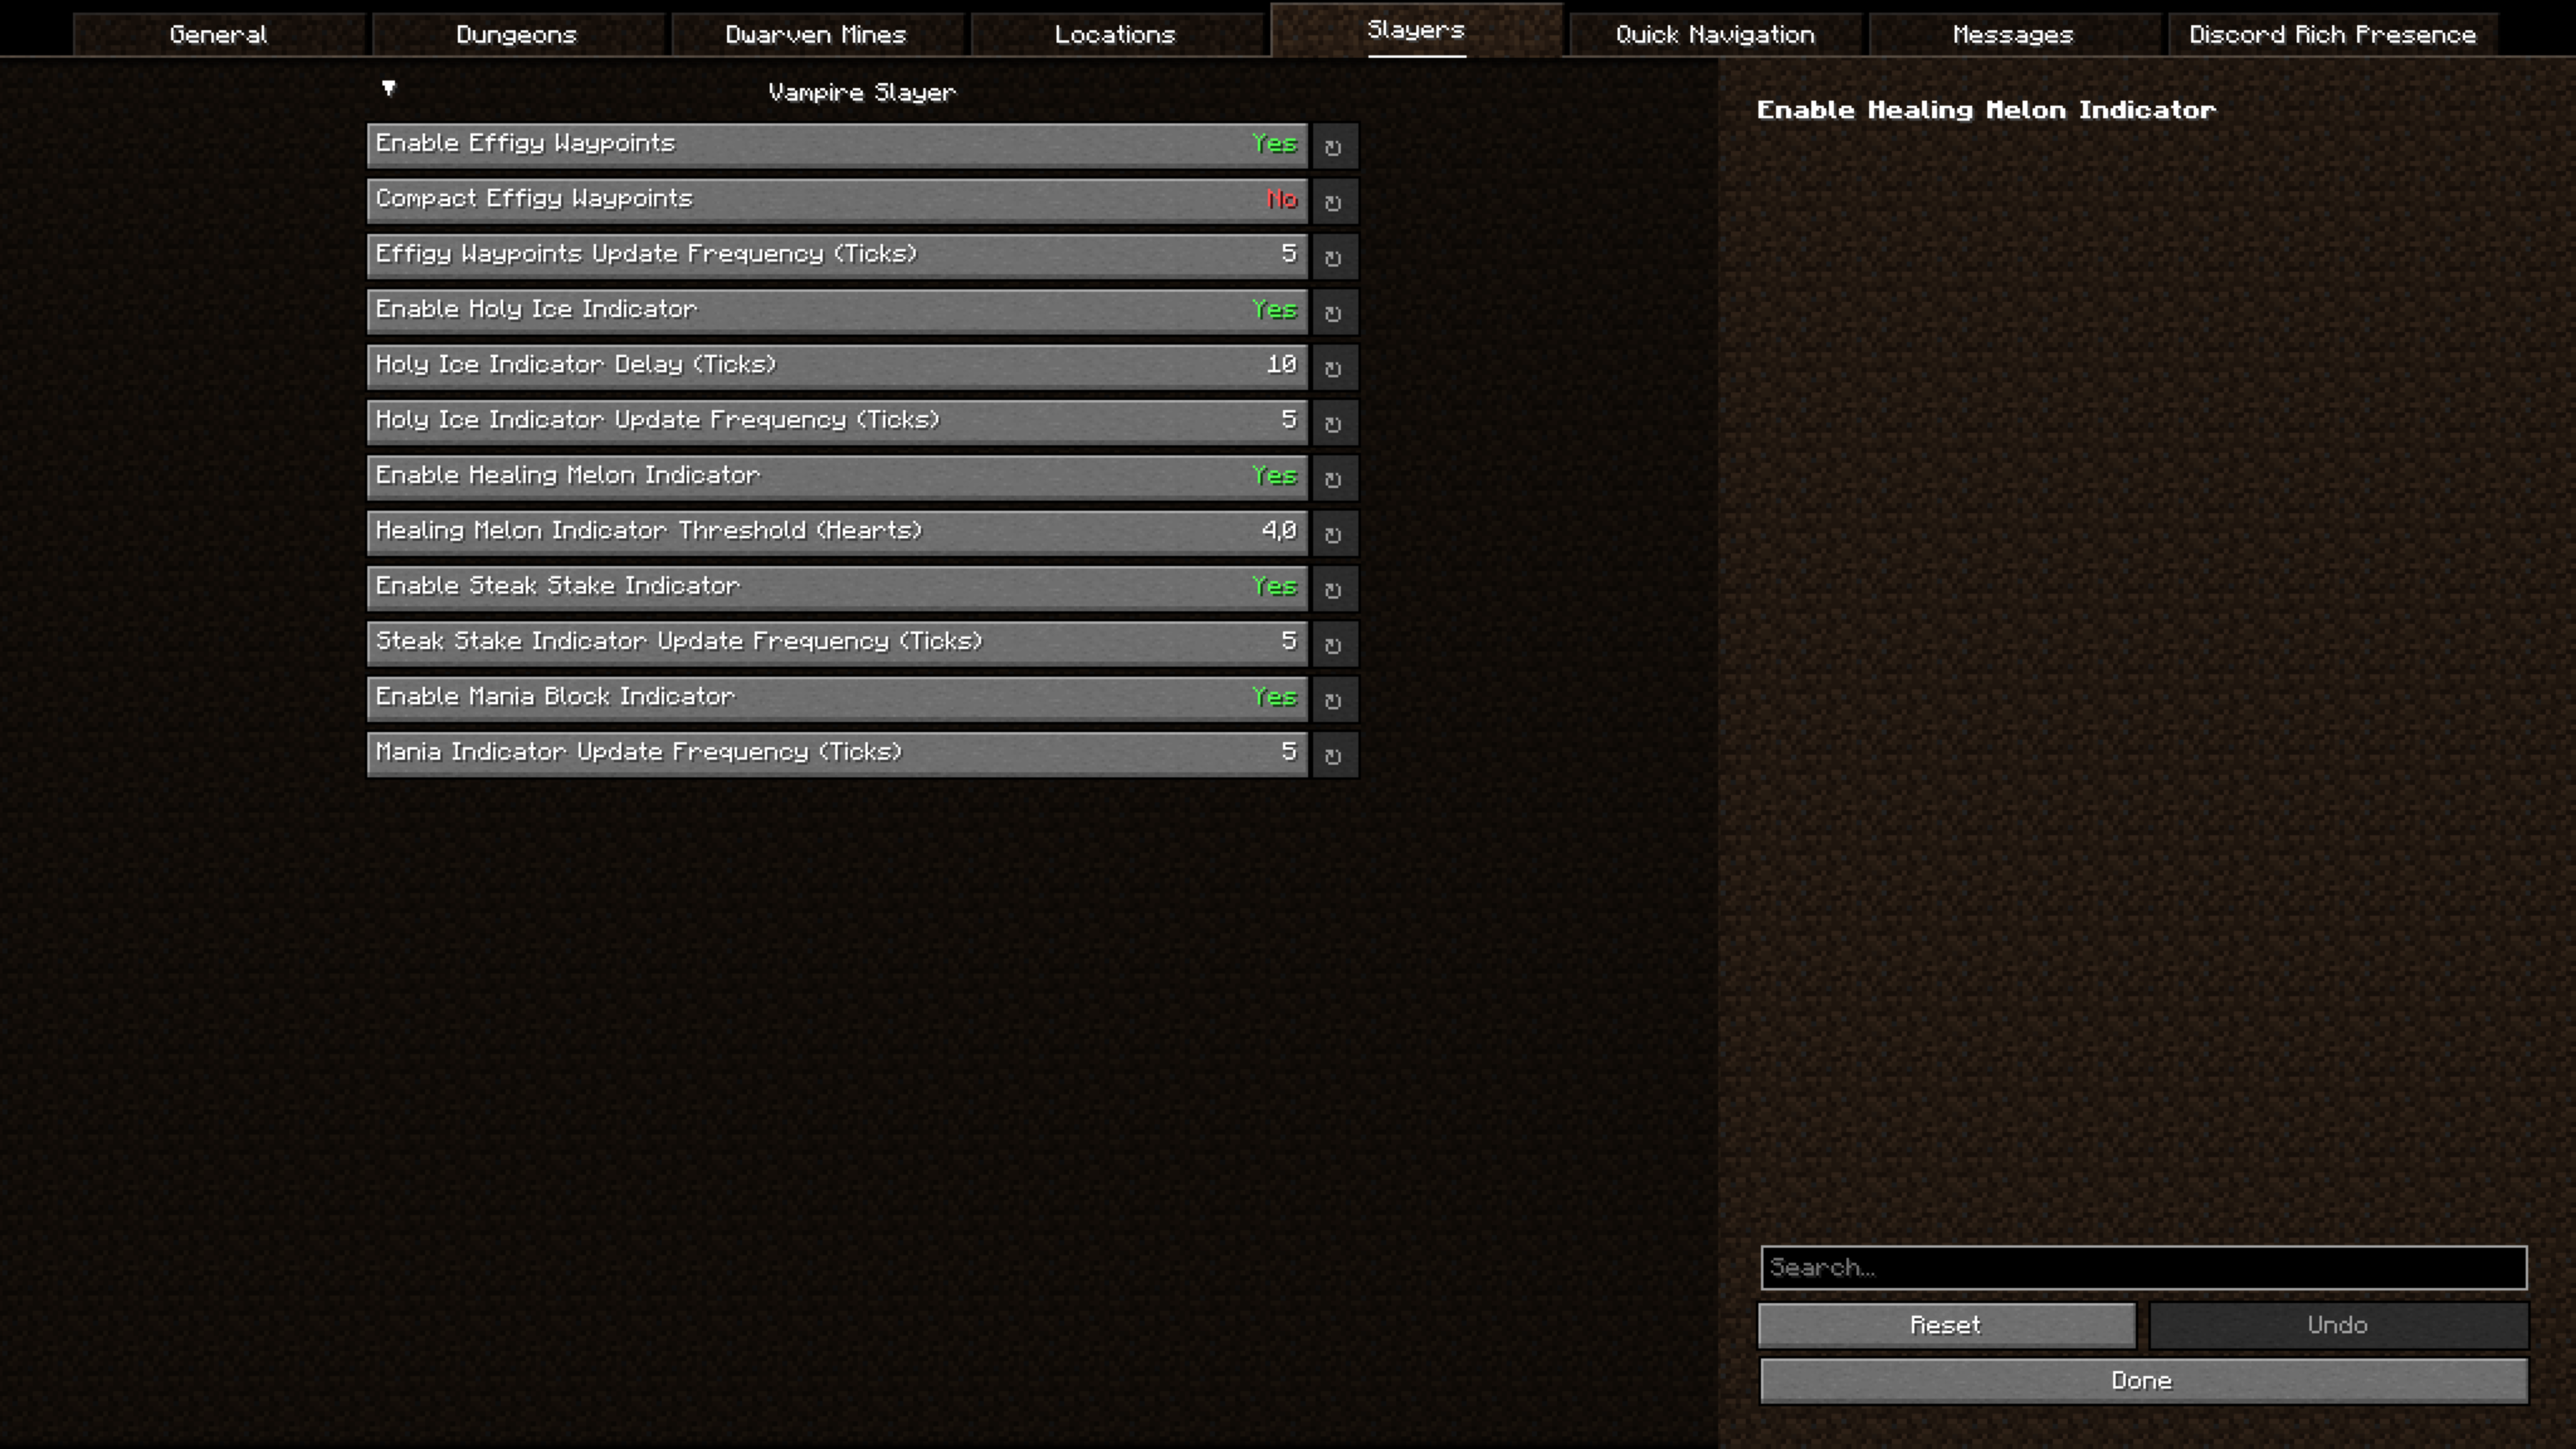 General
Dungeons
Dwarven Mines
Locations
Slayers
Quick Navigation
Messages
Discord Rich Presence
Vampire Slayer
Enable Effigy Waypoints Yes
Compact Effigy Waypoints No
Effigy Waypoints Update Frequency (Ticks) 5
Enable Holy Ice Indicator Yes
Holy Ice Indicator Delay (Ticks) 10
Holy Ice Indicator Update Frequency (Ticks) 5
Enable Healing Melon Indicator Yes
Healing Melon Indicator Threshold (Hearts) 4,0
Enable Steak Stake Indicator Yes
Steak Stake Indicator Update Frequency (Ticks) 5
Enable Mania Block Indicator Yes
Mania Indicator Update Frequency (Ticks) 5
Enable Healing Melon Indicator
Search...
Reset
Undo
Done